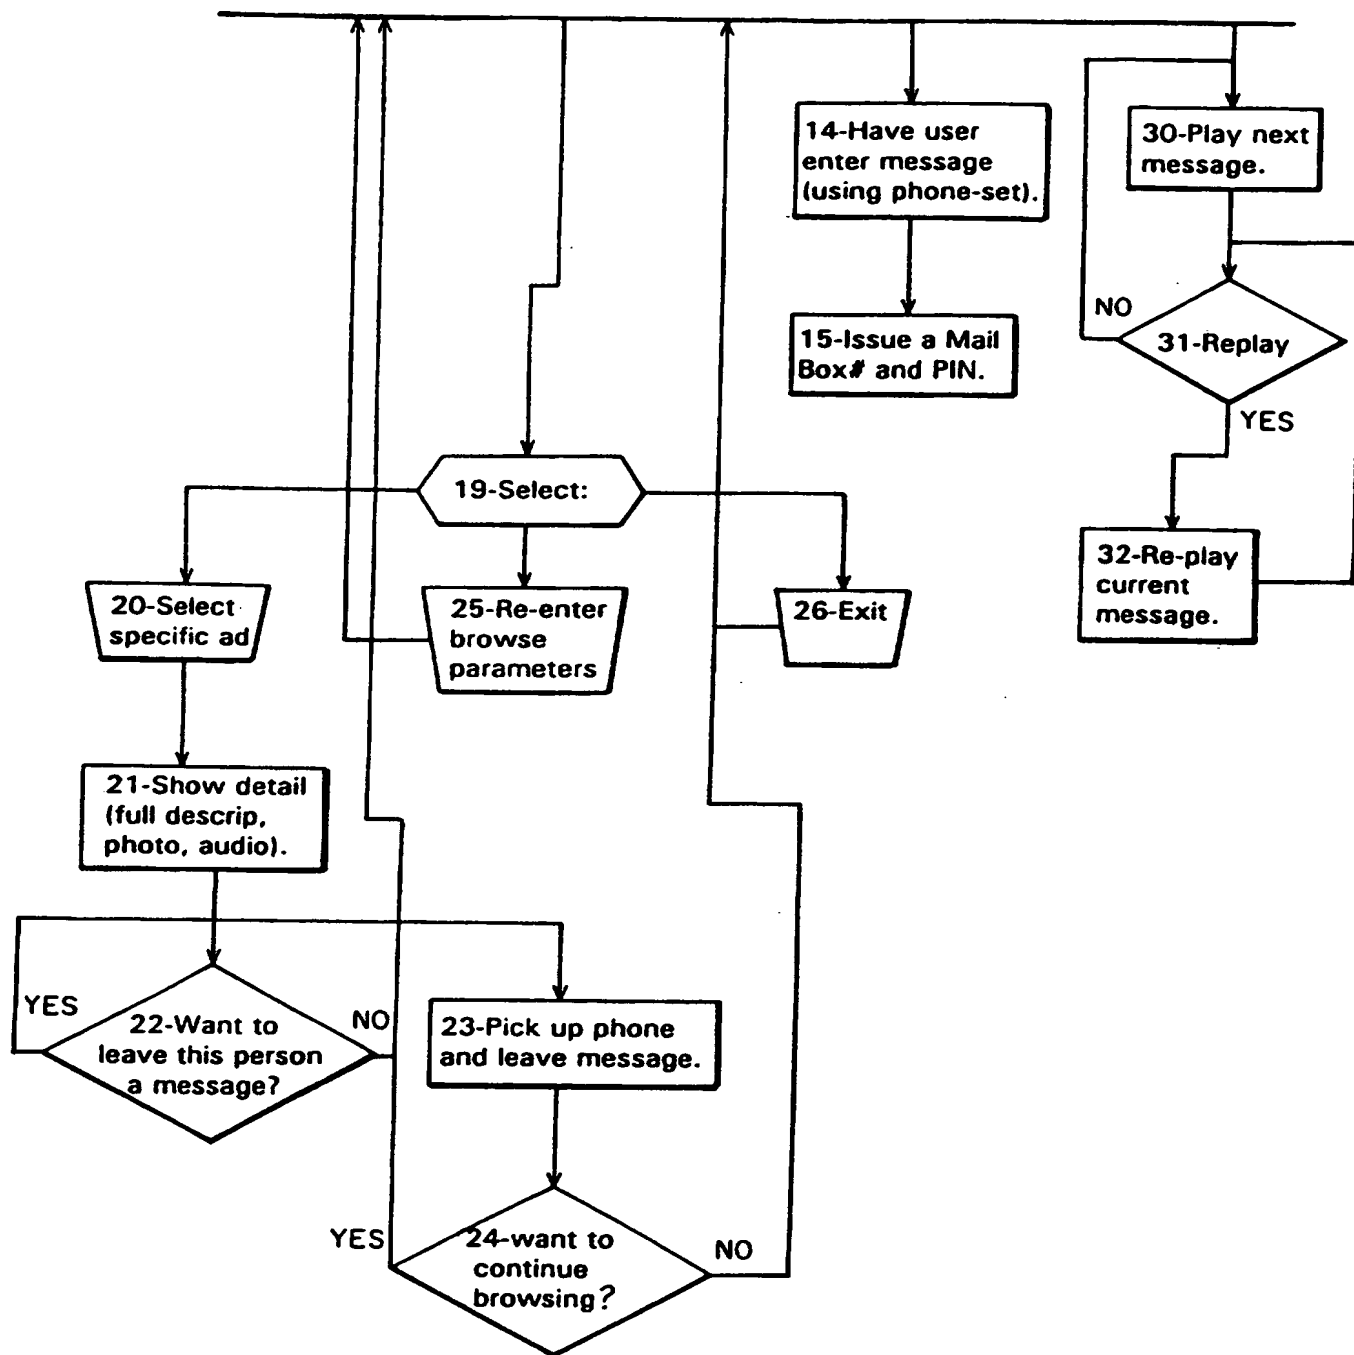 14-Have user
enter message
(using phone-set).
30-Play next
message.
15-Issue a Mail
Box# and PIN.
NO
31-Replay
YES
19-Select:
20-Select
specific ad
25-Re-enter
browse
parameters
26-Exit
32-Re-play
current
message.
21-Show detail
(full descrip,
photo, audio).
YES
22-Want to
leave this person
a message?
NO
23-Pick up phone
and leave message.
YES
24-want to
continue
browsing?
NO